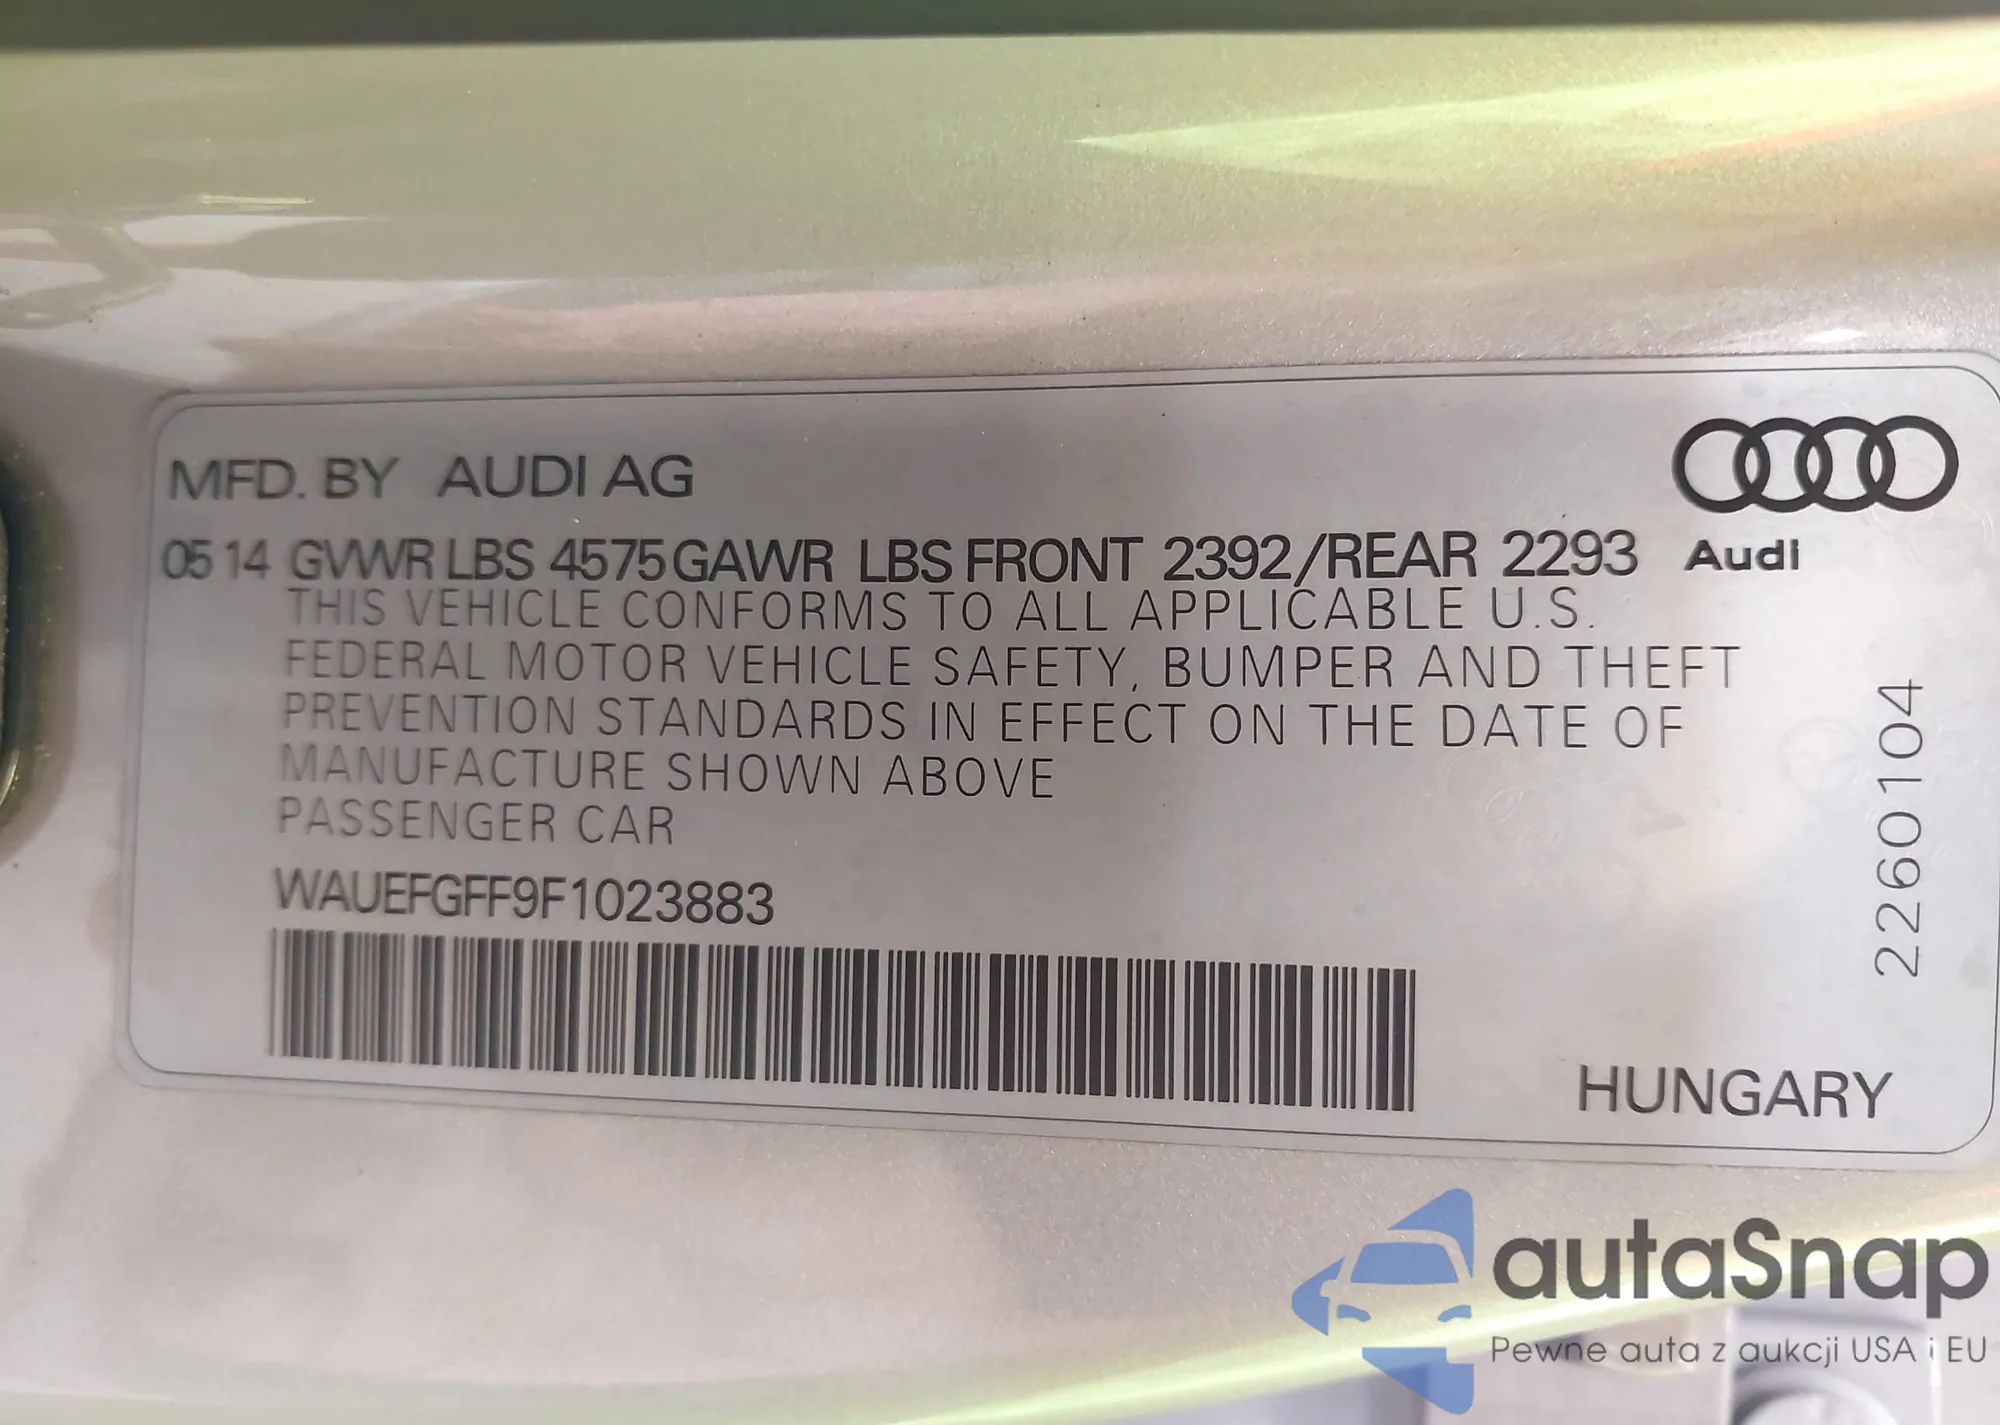 MFD. BY AUDI AG
05 14 GVWR LBS 4575 GAWR LBS FRONT 2392/REAR 2293
Audi
THIS VEHICLE CONFORMS TO ALL APPLICABLE U.S.
FEDERAL MOTOR VEHICLE SAFETY, BUMPER AND THEFT
PREVENTION STANDARDS IN EFFECT ON THE DATE OF
MANUFACTURE SHOWN ABOVE
PASSENGER CAR
WAUEFGFF9F1023883
2260104
HUNGARY
autaSnap
Pewne auta z aukcji USA i EU